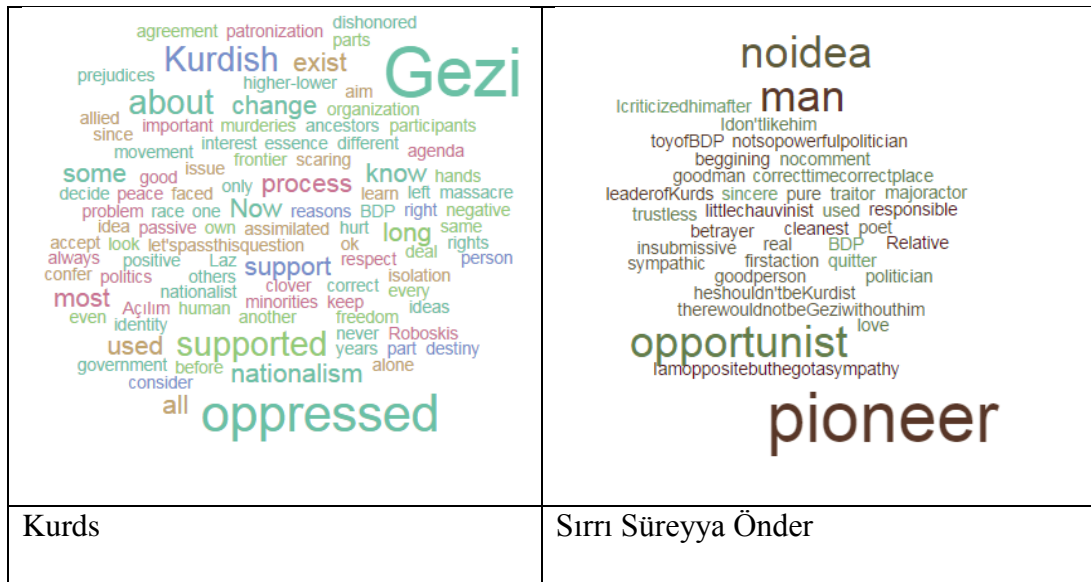 dishonored
agreement patronization
parts
Kurdish exist Gezi
prejudices
higher-lower aim
about change organization
allied
since important murderies ancestors participants
movement interest essence different agenda
frontier scaring
some good issue process know hands
decide peace faced only learn left massacre
problem race one Now reasons BDP right negative
idea passive own assimilated hurt long same
accept look let'spassthisquestion ok rights
always positive Laz support respect deal person
confer politics others clover correct isolation every
most nationalist minorities keep
Açılım human ideas
even another freedom
identity never Roboskis
used supported years part destiny
government before nationalism alone
consider
all oppressed
noidea
man
Icriticizedhimafter
Idon'tlikehim
toyofBDP notsopowerfulpolitician
beggining nocomment
goodman correcttimecorrectplace
leaderofKurds sincere pure traitor majoractor
trustless littlechauvinist used responsible
betrayer cleanest poet
insubmissive real BDP Relative
sympathic firstaction quitter
goodperson politician
heshouldn'tbeKurdist
therewouldnotbeGeziwithouthim
love
opportunist
Iamoppositebuthegotasympathy
pioneer
Kurds
Sırrı Süreyya Önder